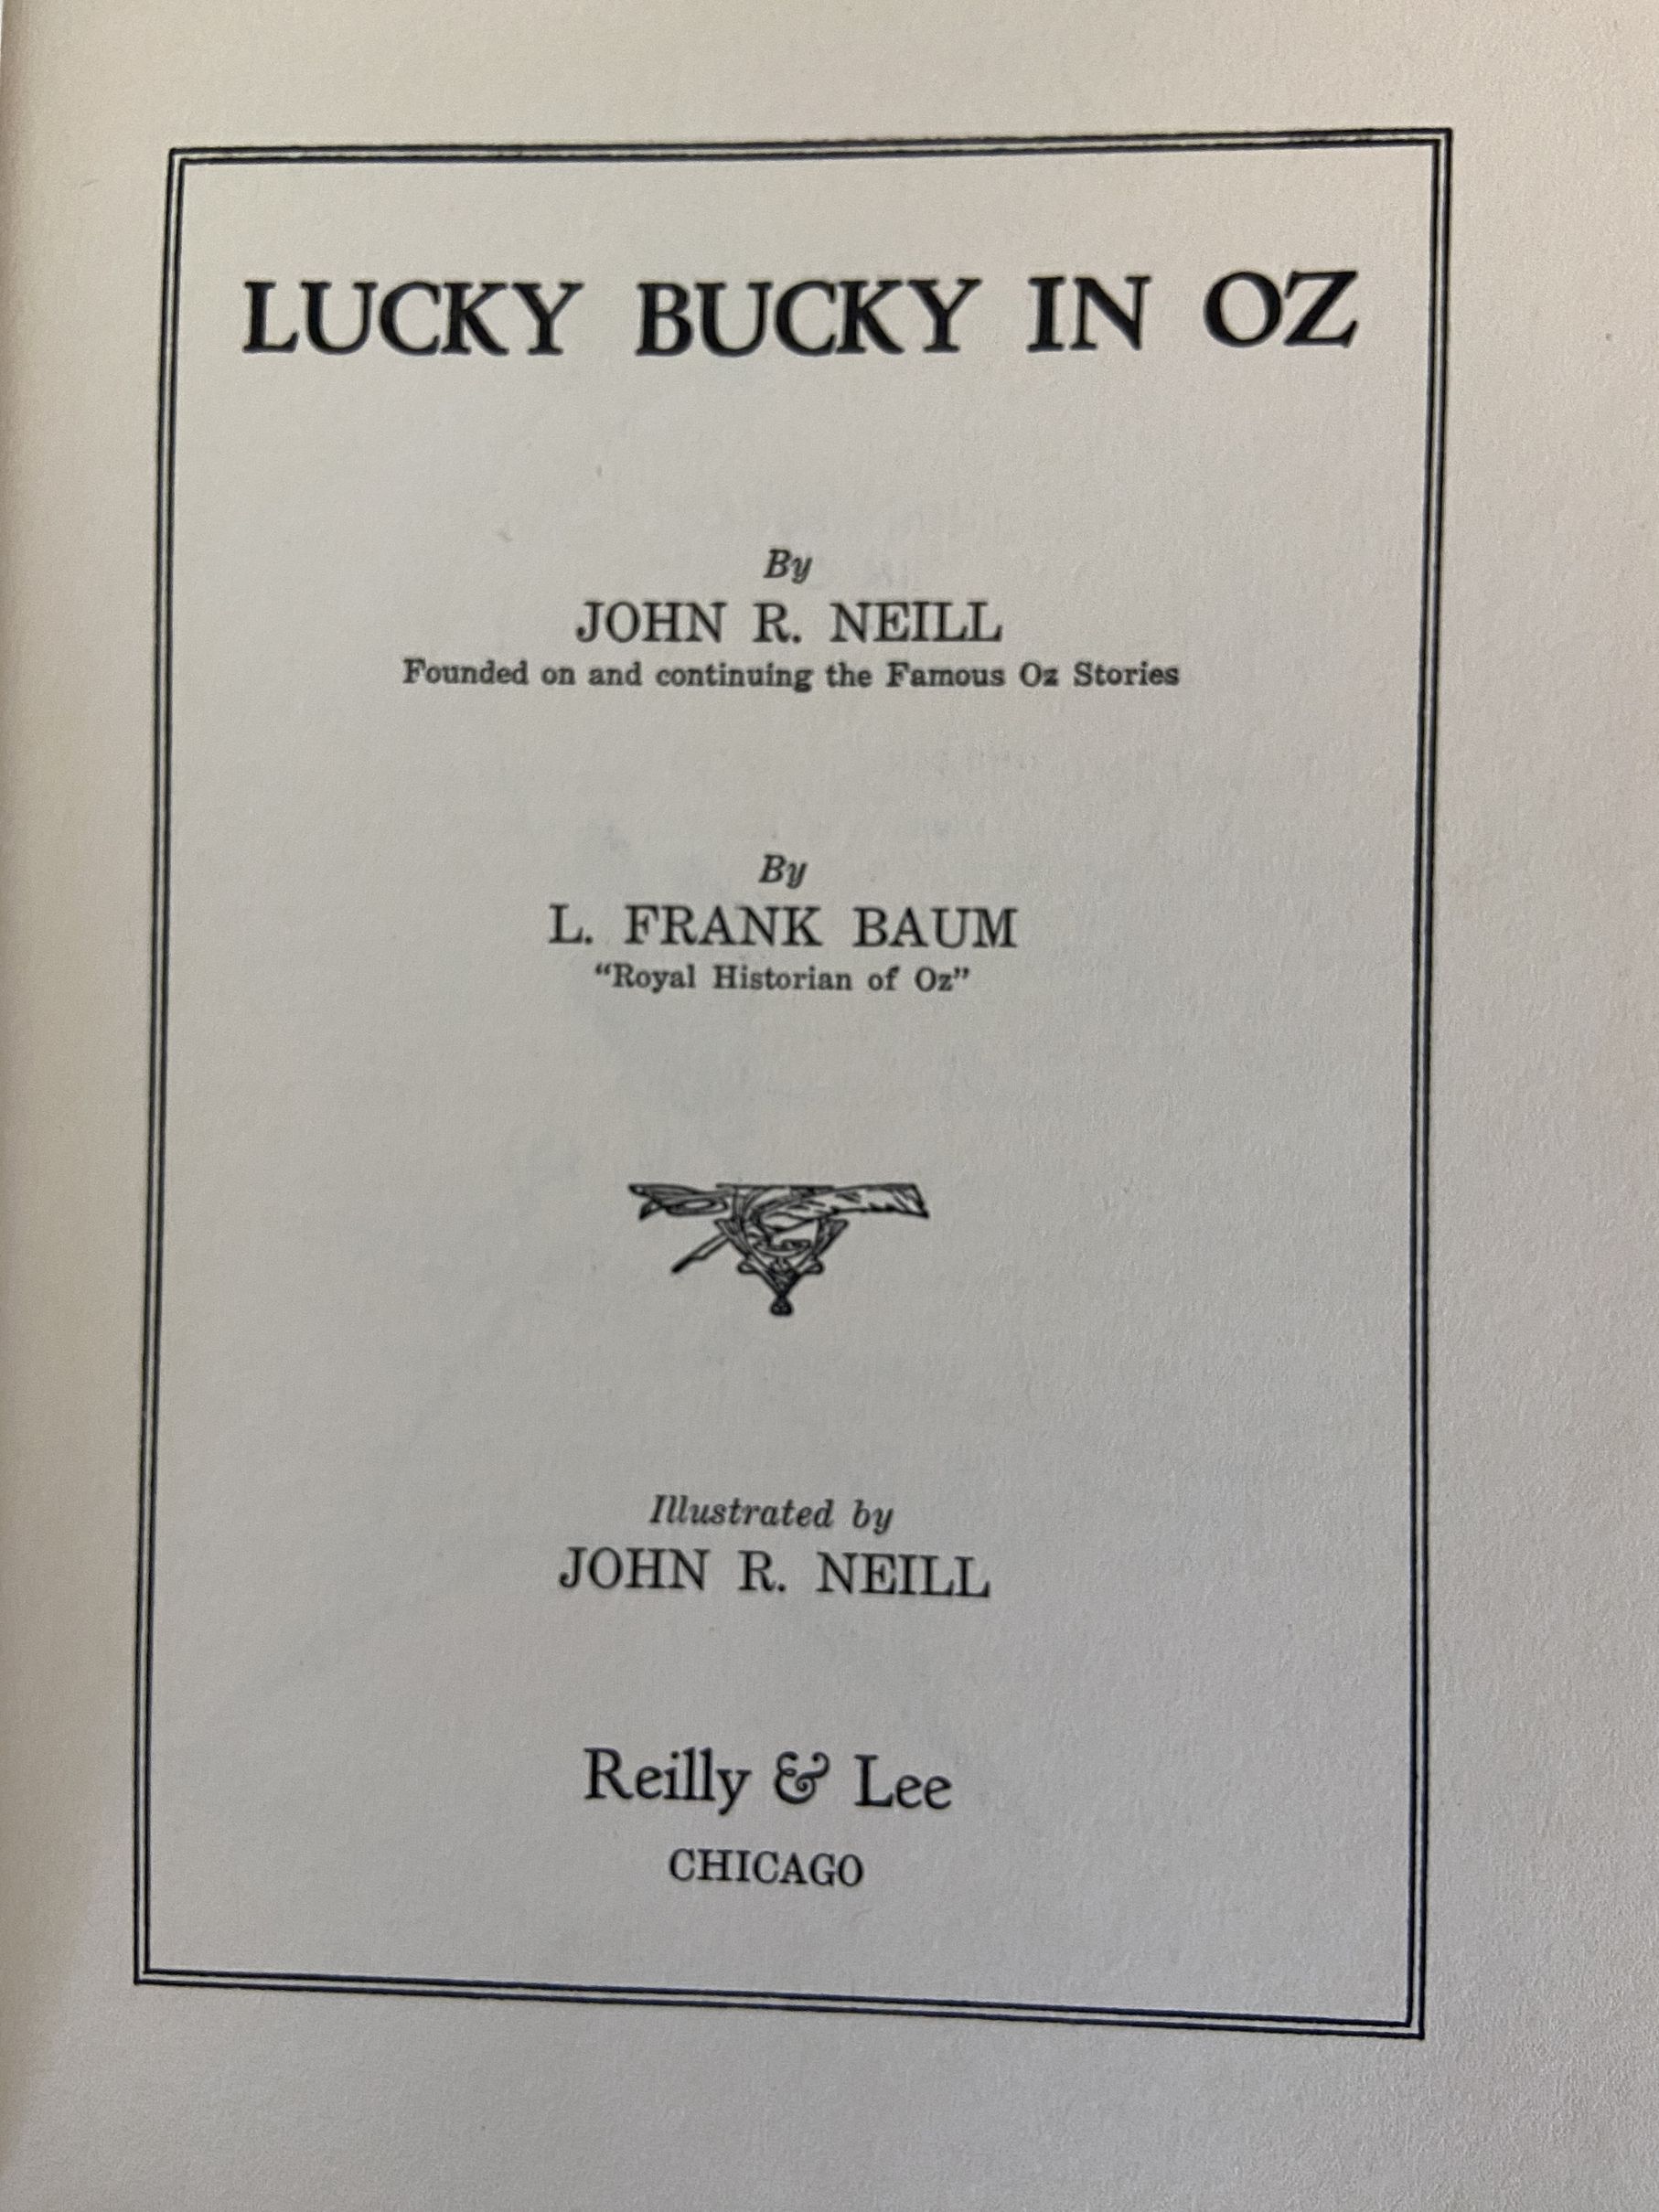 LUCKY BUCKY IN OZ
By
JOHN R. NEILL
Founded on and continuing the Famous Oz Stories
By
L. FRANK BAUM
“Royal Historian of Oz”
Illustrated by
JOHN R. NEILL
Reilly & Lee
CHICAGO